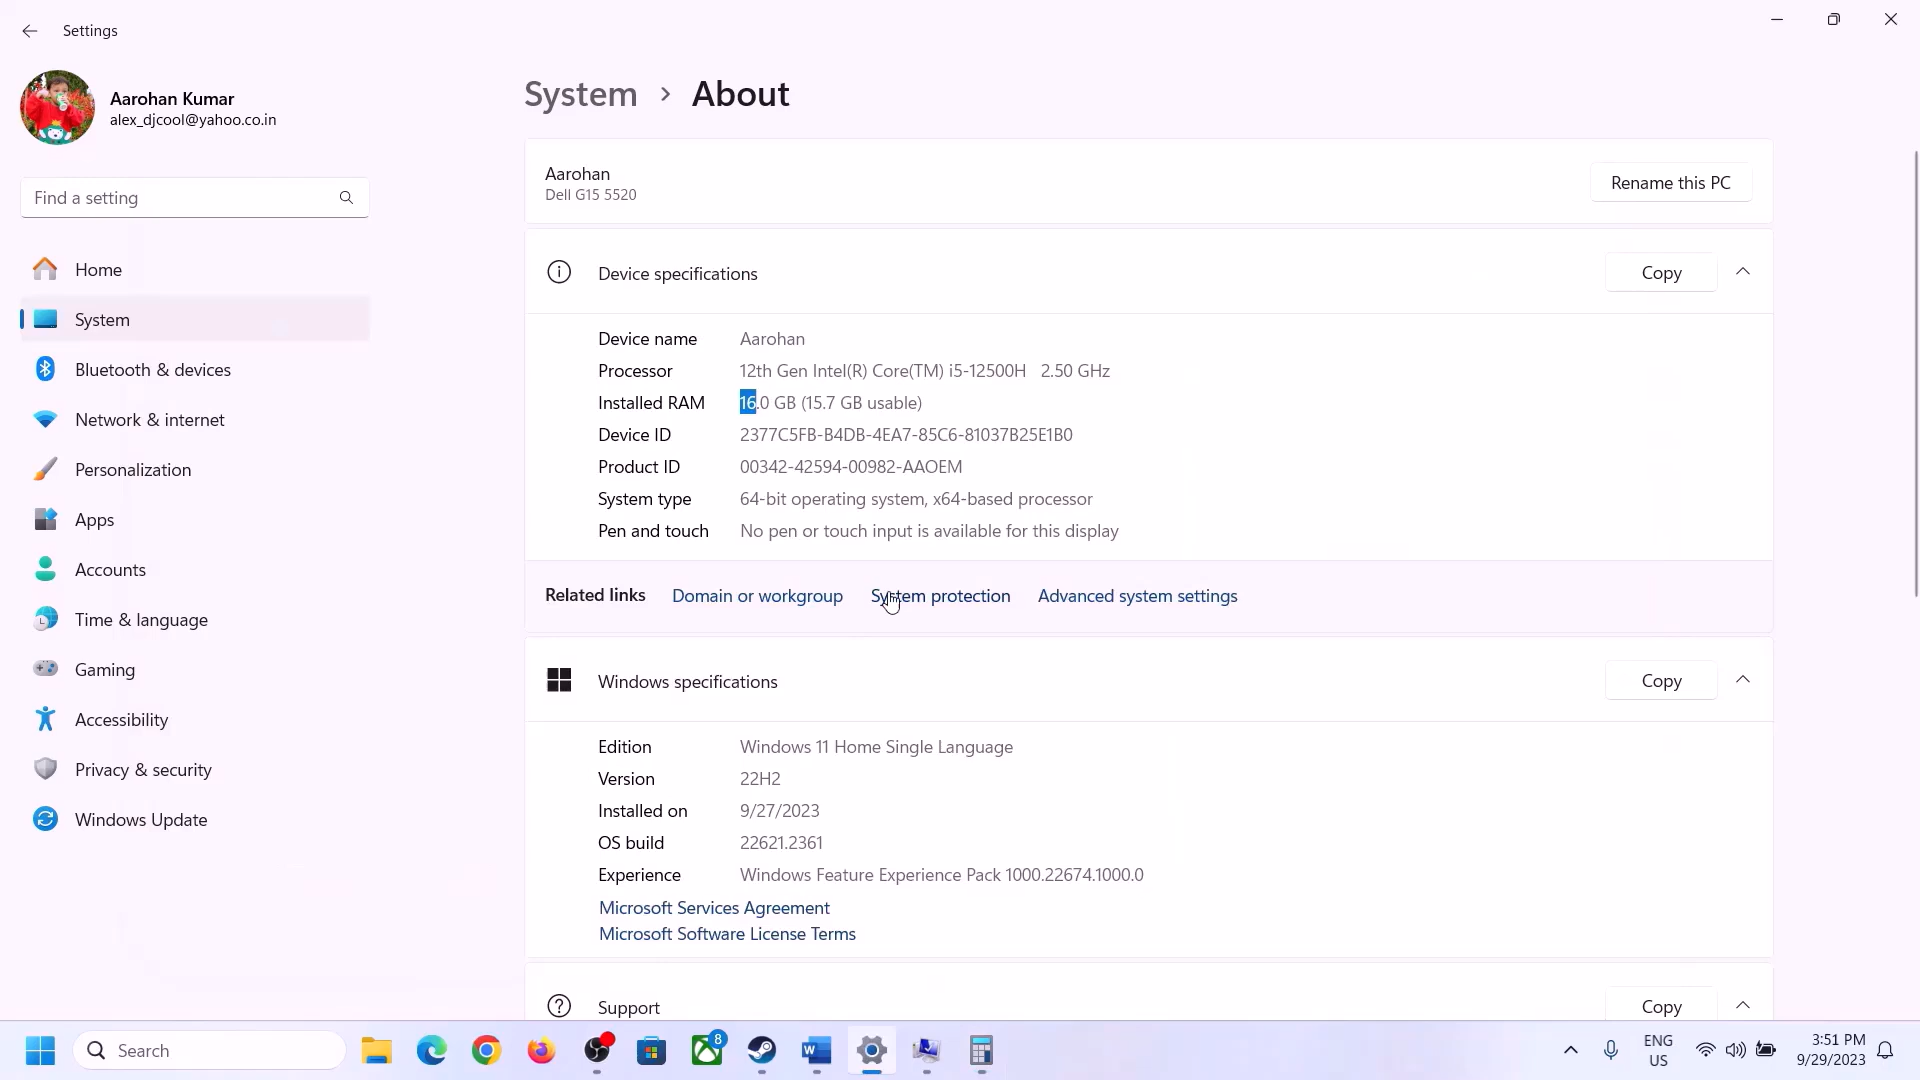 Settings
Aarohan Kumar
alex_djcool@yahoo.co.in
Find a setting
Home
System
Bluetooth & devices
Network & internet
Personalization
Apps
Accounts
Time & language
Gaming
Accessibility
Privacy & security
Windows Update
System > About
Aarohan
Dell G15 5520
Rename this PC
Device specifications
Copy
Device name Aarohan
Processor 12th Gen Intel(R) Core(TM) i5-12500H 2.50 GHz
Installed RAM 16.0 GB (15.7 GB usable)
Device ID 2377C5FB-B4DB-4EA7-85C6-81037B25E1B0
Product ID 00342-42594-00982-AAOEM
System type 64-bit operating system, x64-based processor
Pen and touch No pen or touch input is available for this display
Related links Domain or workgroup System protection Advanced system settings
Windows specifications
Copy
Edition Windows 11 Home Single Language
Version 22H2
Installed on 9/27/2023
OS build 22621.2361
Experience Windows Feature Experience Pack 1000.22674.1000.0
Microsoft Services Agreement
Microsoft Software License Terms
Support
Copy
Search
8
W
ENG
US
3:51 PM
9/29/2023